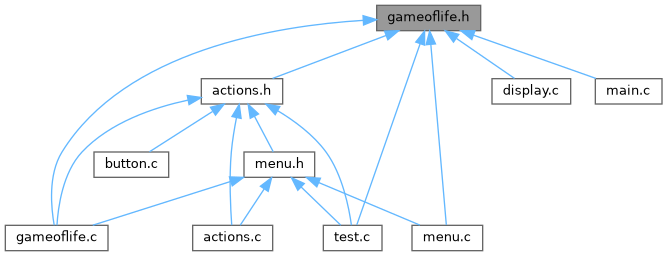 gameoflife.h
actions.h
display.c
main.c
button.c
menu.h
gameoflife.c
actions.c
test.c
menu.c